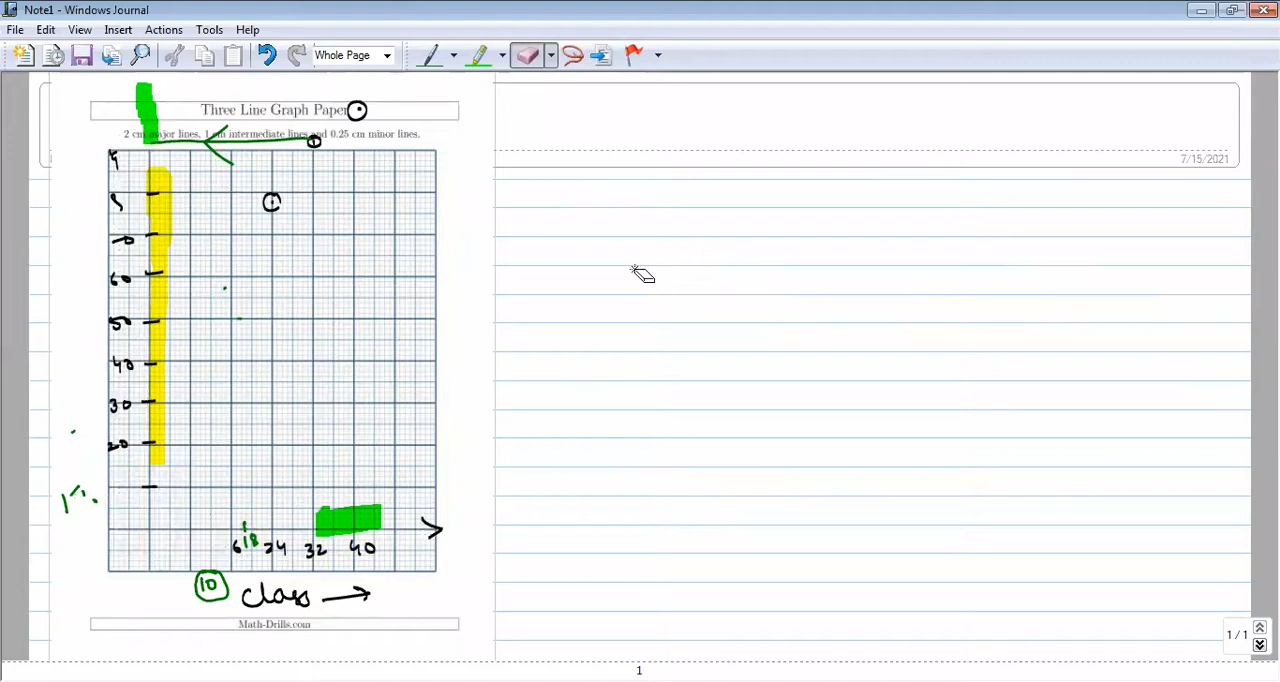 Note1 - Windows Journal
File Edit View Insert Actions Tools Help
Whole Page
Three Line Graph Paper
2 cm major lines, 1 cm intermediate lines and 0.25 cm minor lines.
7/15/2021
70
60
50
40
30
20
18
24 32 40
10 class
Math-Drills.com
1 / 1
1